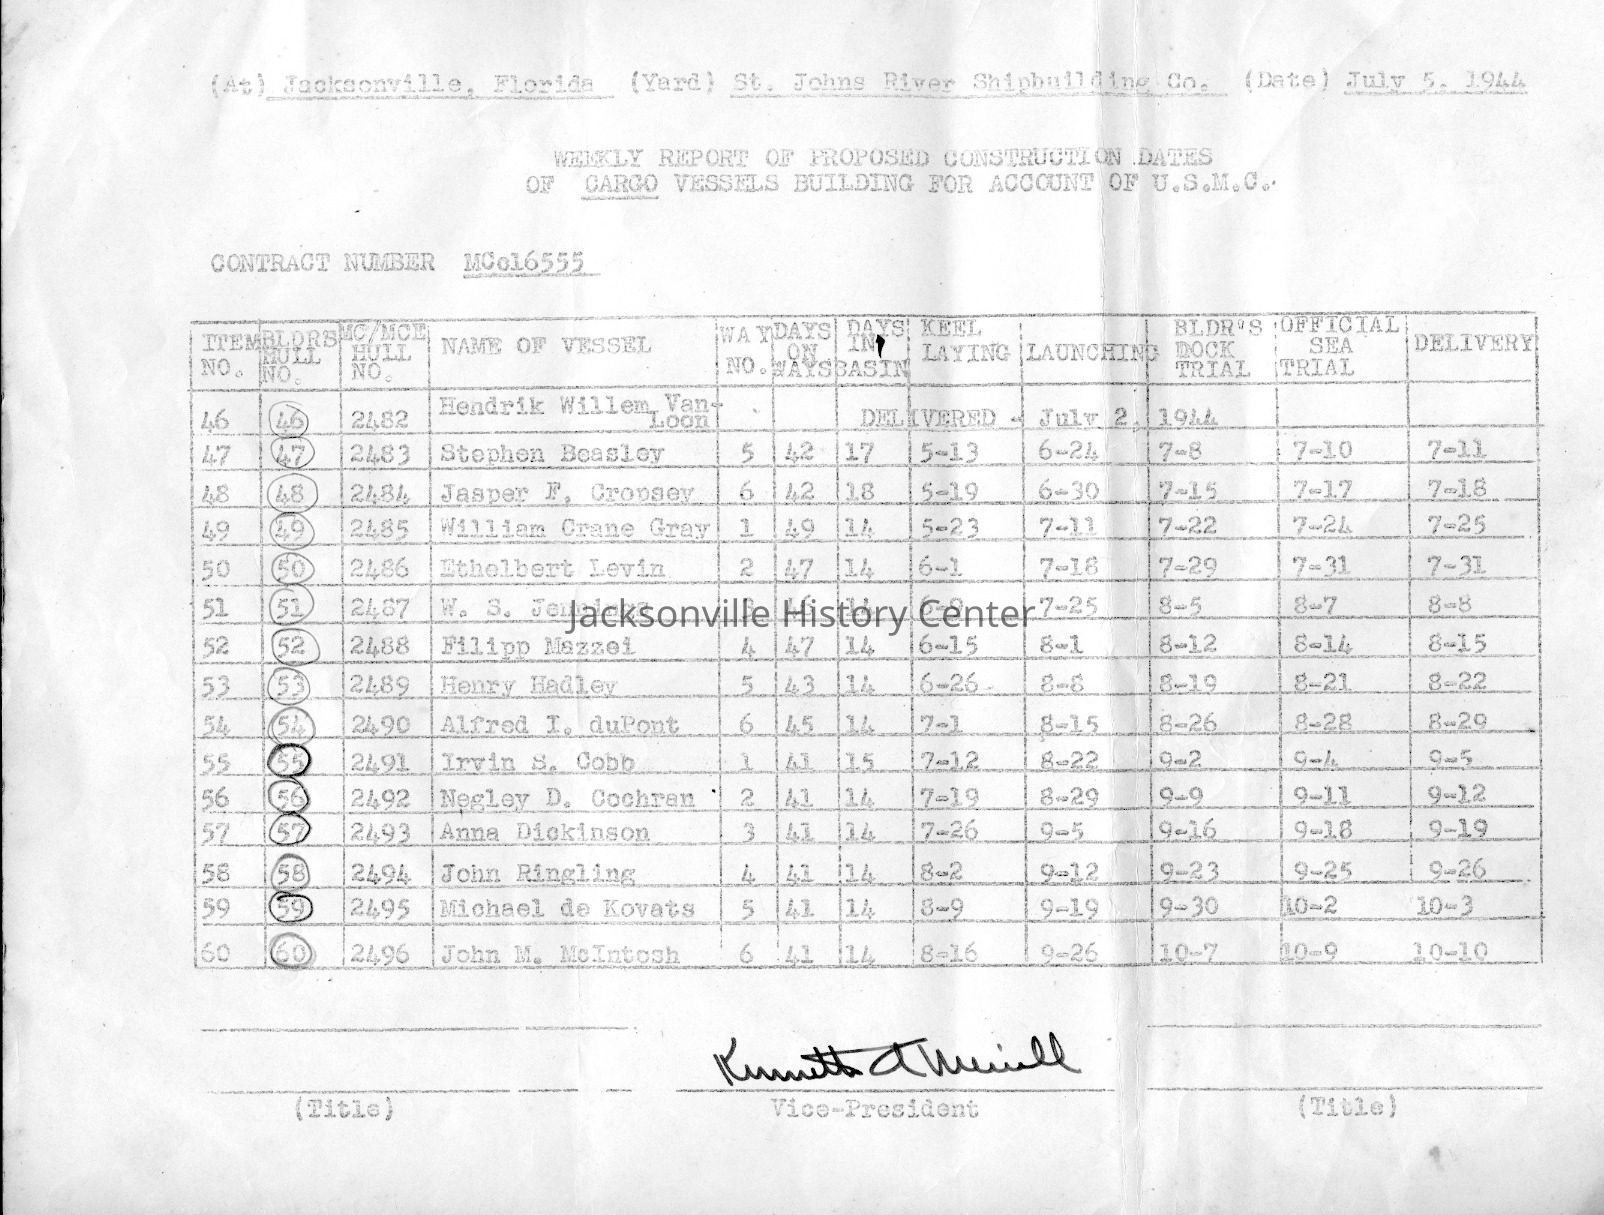 (At) Jacksonville, Florida (Yard) St. Johns River Shipbuilding Co. (Date) July 5, 1944
WEEKLY REPORT OF PROPOSED CONSTRUCTION DATES
OF CARGO VESSELS BUILDING FOR ACCOUNT OF U.S.M.C.
CONTRACT NUMBER MCc16555
ITEM NO. BLDRS HULL NO. MC/MCE HULL NO. NAME OF VESSEL WAY NO. DAYS ON WAYS DAYS IN BASIN KEEL LAYING LAUNCHING BLDR'S DOCK TRIAL OFFICIAL SEA TRIAL DELIVERY
46 46 2482 Hendrik Willem Van-Loon DELIVERED - July 2, 1944
47 47 2483 Stephen Beasley 5 42 17 5-13 6-24 7-8 7-10 7-11
48 48 2484 Jasper F. Cropsey 6 42 18 5-19 6-30 7-15 7-17 7-18
49 49 2485 William Crane Gray 1 49 14 5-23 7-11 7-22 7-24 7-25
50 50 2486 Ethelbert Levin 2 47 14 6-1 7-18 7-29 7-31 7-31
51 51 2487 W. S. Jennings 7-25 8-5 8-7 8-8
Jacksonville History Center
52 52 2488 Filipp Mazzei 4 47 14 6-15 8-1 8-12 8-14 8-15
53 53 2489 Henry Hadley 5 43 14 6-26 8-8 8-19 8-21 8-22
54 54 2490 Alfred I. duPont 6 45 14 7-1 8-15 8-26 8-28 8-29
55 55 2491 Irvin S. Cobb 1 41 15 7-12 8-22 9-2 9-4 9-5
56 56 2492 Negley D. Cochran 2 41 14 7-19 8-29 9-9 9-11 9-12
57 57 2493 Anna Dickinson 3 41 14 7-26 9-5 9-16 9-18 9-19
58 58 2494 John Ringling 4 41 14 8-2 9-12 9-23 9-25 9-26
59 59 2495 Michael de Kovats 5 41 14 8-9 9-19 9-30 10-2 10-3
60 60 2496 John M. McIntosh 6 41 14 8-16 9-26 10-7 10-9 10-10
Kenneth A Merrill
(Title) Vice-President (Title)